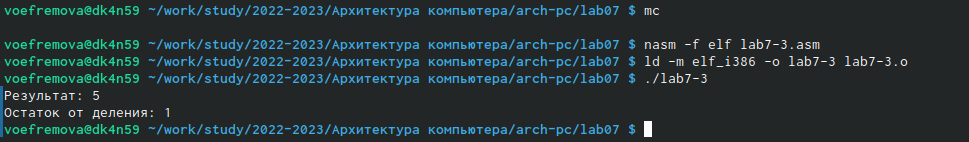 voefremova@dk4n59 ~/work/study/2022-2023/Архитектура компьютера/arch-pc/lab07 $ mc
voefremova@dk4n59 ~/work/study/2022-2023/Архитектура компьютера/arch-pc/lab07 $ nasm -f elf lab7-3.asm
voefremova@dk4n59 ~/work/study/2022-2023/Архитектура компьютера/arch-pc/lab07 $ ld -m elf_i386 -o lab7-3 lab7-3.o
voefremova@dk4n59 ~/work/study/2022-2023/Архитектура компьютера/arch-pc/lab07 $ ./lab7-3
Результат: 5
Остаток от деления: 1
voefremova@dk4n59 ~/work/study/2022-2023/Архитектура компьютера/arch-pc/lab07 $